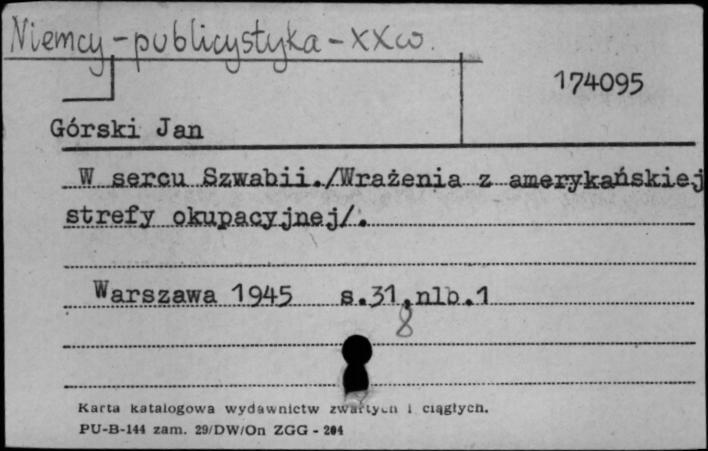 Niemcy - publicystyka - XX w.
174095
Górski Jan
W sercu Szwabii./Wrażenia z amerykańskiej
strefy okupacyjnej/.
Warszawa 1945 s.31,nlb.1
8
Karta katalogowa wydawnictw zwartych i ciągłych.
PU-B-144 zam. 29/DW/On ZGG - 204